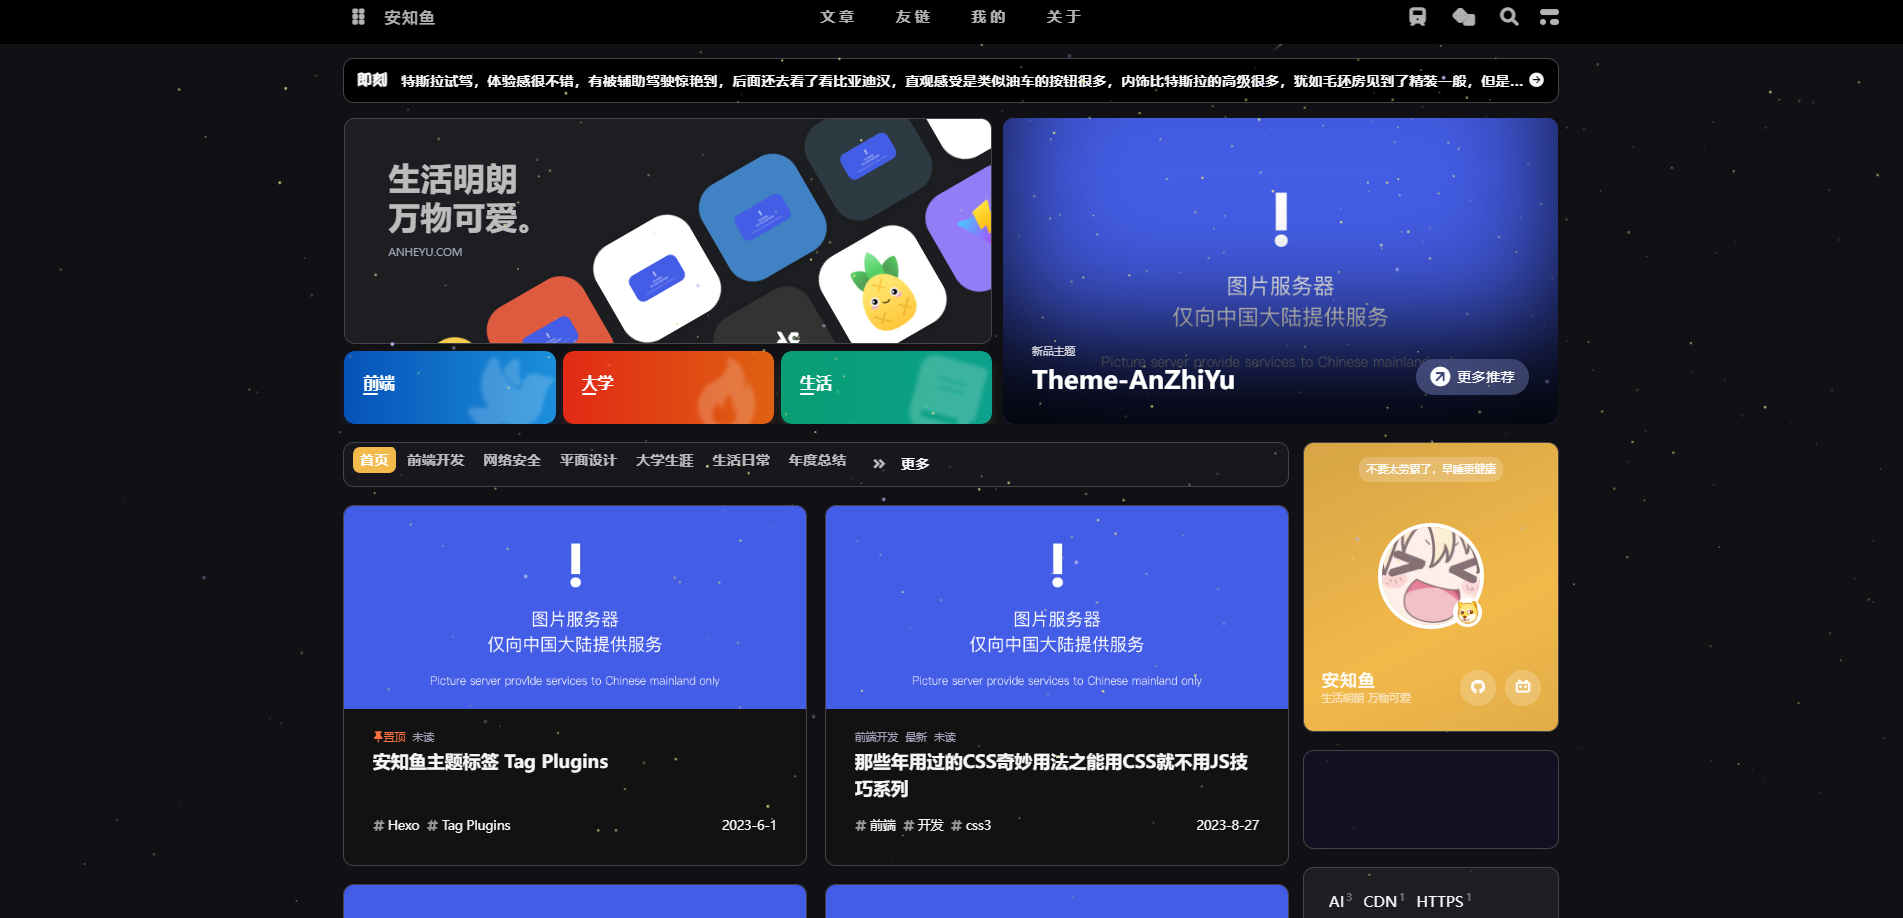 安知鱼
文章 友链 我的 关于
即刻 特斯拉试驾，体验感很不错，有被辅助驾驶惊艳到，后面还去看了看比亚迪汉，直观感受是类似油车的按钮很多，内饰比特斯拉的高级很多，犹如毛坯房见到了精装一般，但是...
生活明朗
万物可爱。
ANHEYU.COM
图片服务器
仅向中国大陆提供服务
Picture server provide services to Chinese mainland
新品主题
Theme-AnZhiYu
更多推荐
前端
大学
生活
首页 前端开发 网络安全 平面设计 大学生涯 生活日常 年度总结 更多
图片服务器
仅向中国大陆提供服务
Picture server provide services to Chinese mainland only
置顶 未读
安知鱼主题标签 Tag Plugins
# Hexo # Tag Plugins 2023-6-1
图片服务器
仅向中国大陆提供服务
Picture server provide services to Chinese mainland only
前端开发 最新 未读
那些年用过的CSS奇妙用法之能用CSS就不用JS技
巧系列
# 前端 # 开发 # css3 2023-8-27
不要太劳累了，早睡更健康
安知鱼
生活明朗 万物可爱
AI 3 CDN 1 HTTPS 1